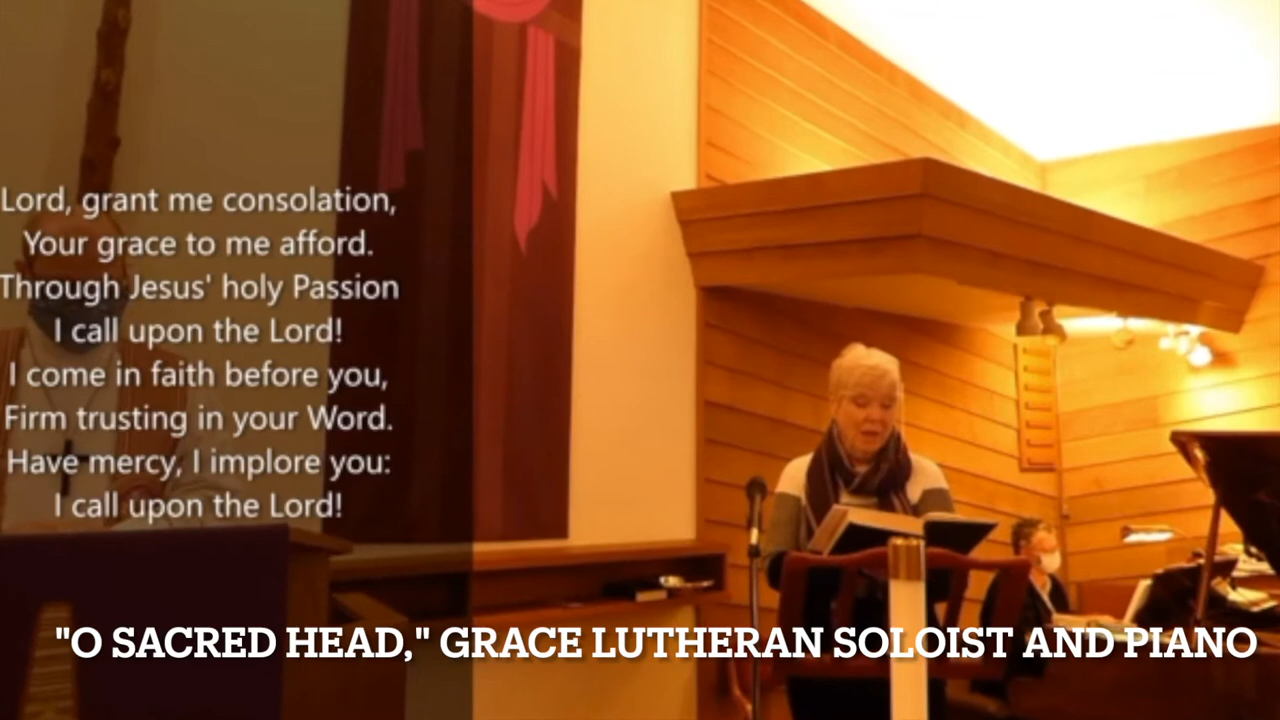 Lord, grant me consolation,
Your grace to me afford.
Through Jesus' holy Passion
I call upon the Lord!
I come in faith before you,
Firm trusting in your Word.
Have mercy, I implore you:
I call upon the Lord!
"O SACRED HEAD," GRACE LUTHERAN SOLOIST AND PIANO